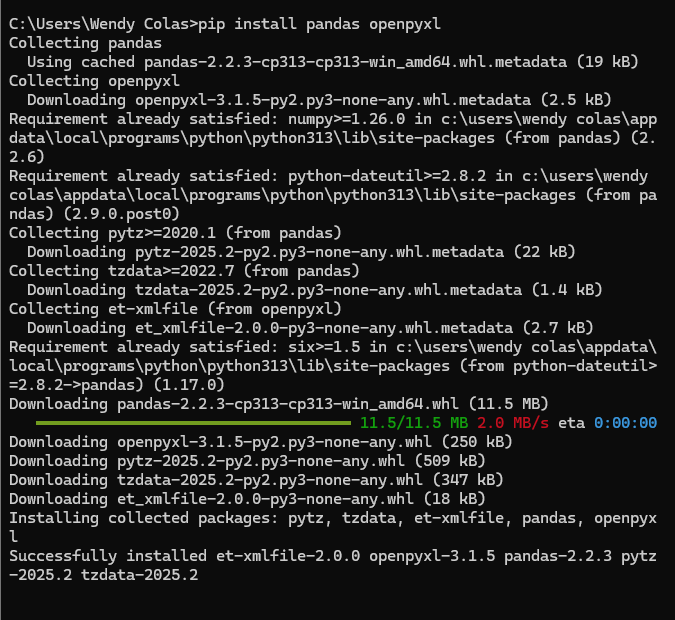 C:\Users\Wendy Colas>pip install pandas openpyxl
Collecting pandas
  Using cached pandas-2.2.3-cp313-cp313-win_amd64.whl.metadata (19 kB)
Collecting openpyxl
  Downloading openpyxl-3.1.5-py2.py3-none-any.whl.metadata (2.5 kB)
Requirement already satisfied: numpy>=1.26.0 in c:\users\wendy colas\app
data\local\programs\python\python313\lib\site-packages (from pandas) (2.
2.6)
Requirement already satisfied: python-dateutil>=2.8.2 in c:\users\wendy
colas\appdata\local\programs\python\python313\lib\site-packages (from pa
ndas) (2.9.0.post0)
Collecting pytz>=2020.1 (from pandas)
  Downloading pytz-2025.2-py2.py3-none-any.whl.metadata (22 kB)
Collecting tzdata>=2022.7 (from pandas)
  Downloading tzdata-2025.2-py2.py3-none-any.whl.metadata (1.4 kB)
Collecting et-xmlfile (from openpyxl)
  Downloading et_xmlfile-2.0.0-py3-none-any.whl.metadata (2.7 kB)
Requirement already satisfied: six>=1.5 in c:\users\wendy colas\appdata\
local\programs\python\python313\lib\site-packages (from python-dateutil>
=2.8.2->pandas) (1.17.0)
Downloading pandas-2.2.3-cp313-cp313-win_amd64.whl (11.5 MB)
11.5/11.5 MB 2.0 MB/s eta 0:00:00
Downloading openpyxl-3.1.5-py2.py3-none-any.whl (250 kB)
Downloading pytz-2025.2-py2.py3-none-any.whl (509 kB)
Downloading tzdata-2025.2-py2.py3-none-any.whl (347 kB)
Downloading et_xmlfile-2.0.0-py3-none-any.whl (18 kB)
Installing collected packages: pytz, tzdata, et-xmlfile, pandas, openpyx
l
Successfully installed et-xmlfile-2.0.0 openpyxl-3.1.5 pandas-2.2.3 pytz
-2025.2 tzdata-2025.2